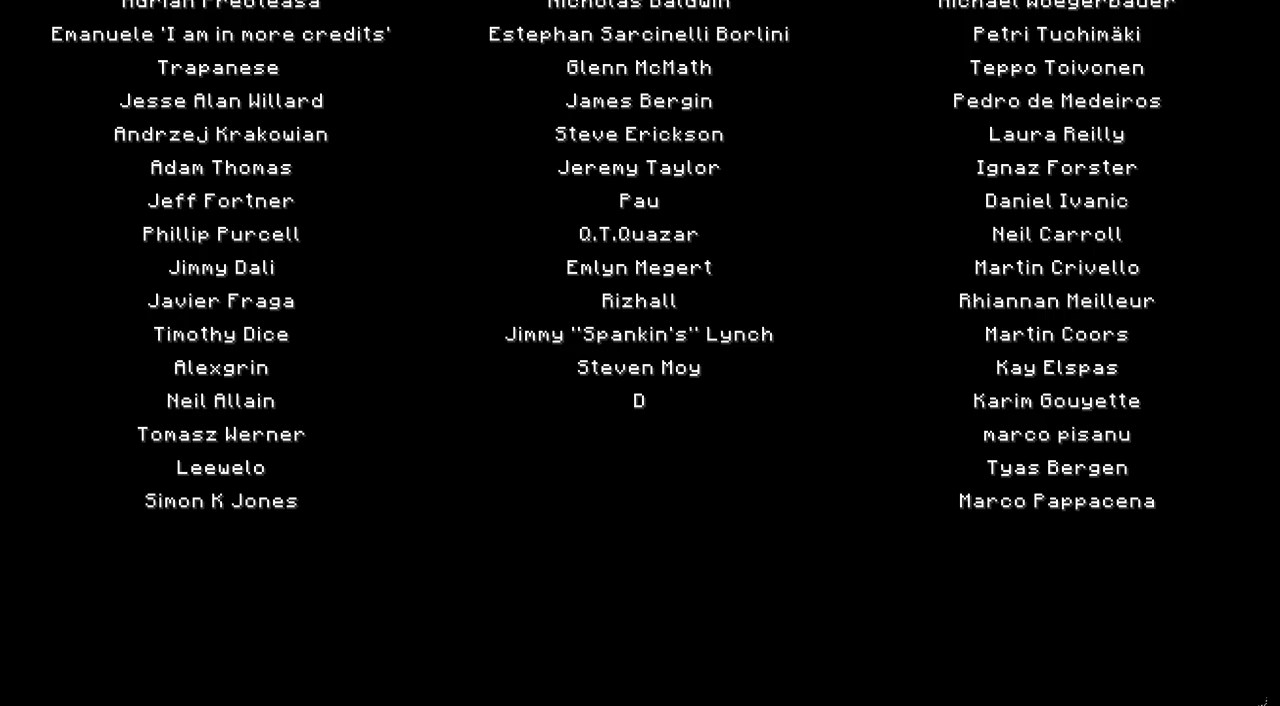 Nicholas Baldwin
Emanuele 'I am in more credits'
Trapanese
Jesse Alan Willard
Andrzej Krakowian
Adam Thomas
Jeff Fortner
Phillip Purcell
Jimmy Dali
Javier Fraga
Timothy Dice
Alexgrin
Neil Allain
Tomasz Werner
Leewelo
Simon K Jones
Estephan Sarcinelli Borlini
Glenn McMath
James Bergin
Steve Erickson
Jeremy Taylor
Pau
Q.T.Quazar
Emlyn Megert
Rizhall
Jimmy "Spankin's" Lynch
Steven Moy
D
Petri Tuohimäki
Teppo Toivonen
Pedro de Medeiros
Laura Reilly
Ignaz Forster
Daniel Ivanic
Neil Carroll
Martin Crivello
Rhiannan Meilleur
Martin Coors
Kay Elspas
Karim Gouyette
marco pisanu
Tyas Bergen
Marco Pappacena